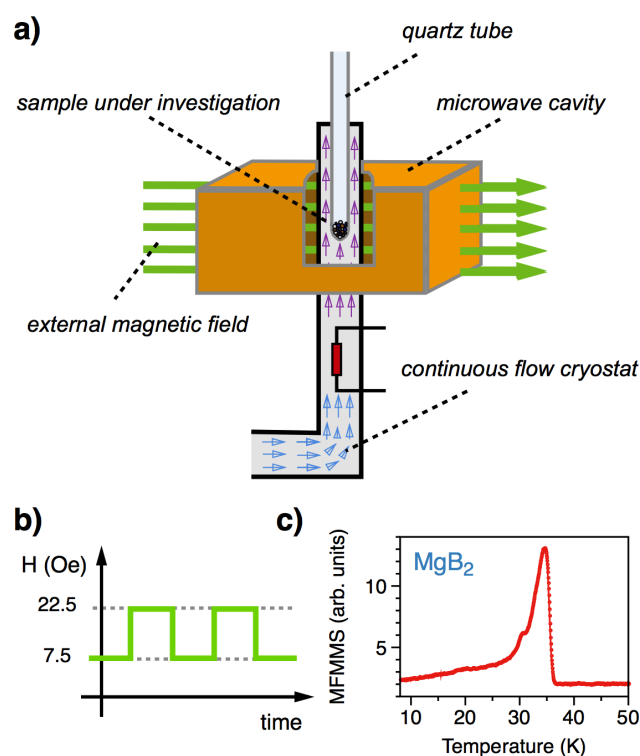 a)
quartz tube
sample under investigation
microwave cavity
external magnetic field
continuous flow cryostat
b)
H (Oe)
22.5
7.5
time
c)
MFMMS (arb. units)
10
5
MgB₂
10 20 30 40 50
Temperature (K)